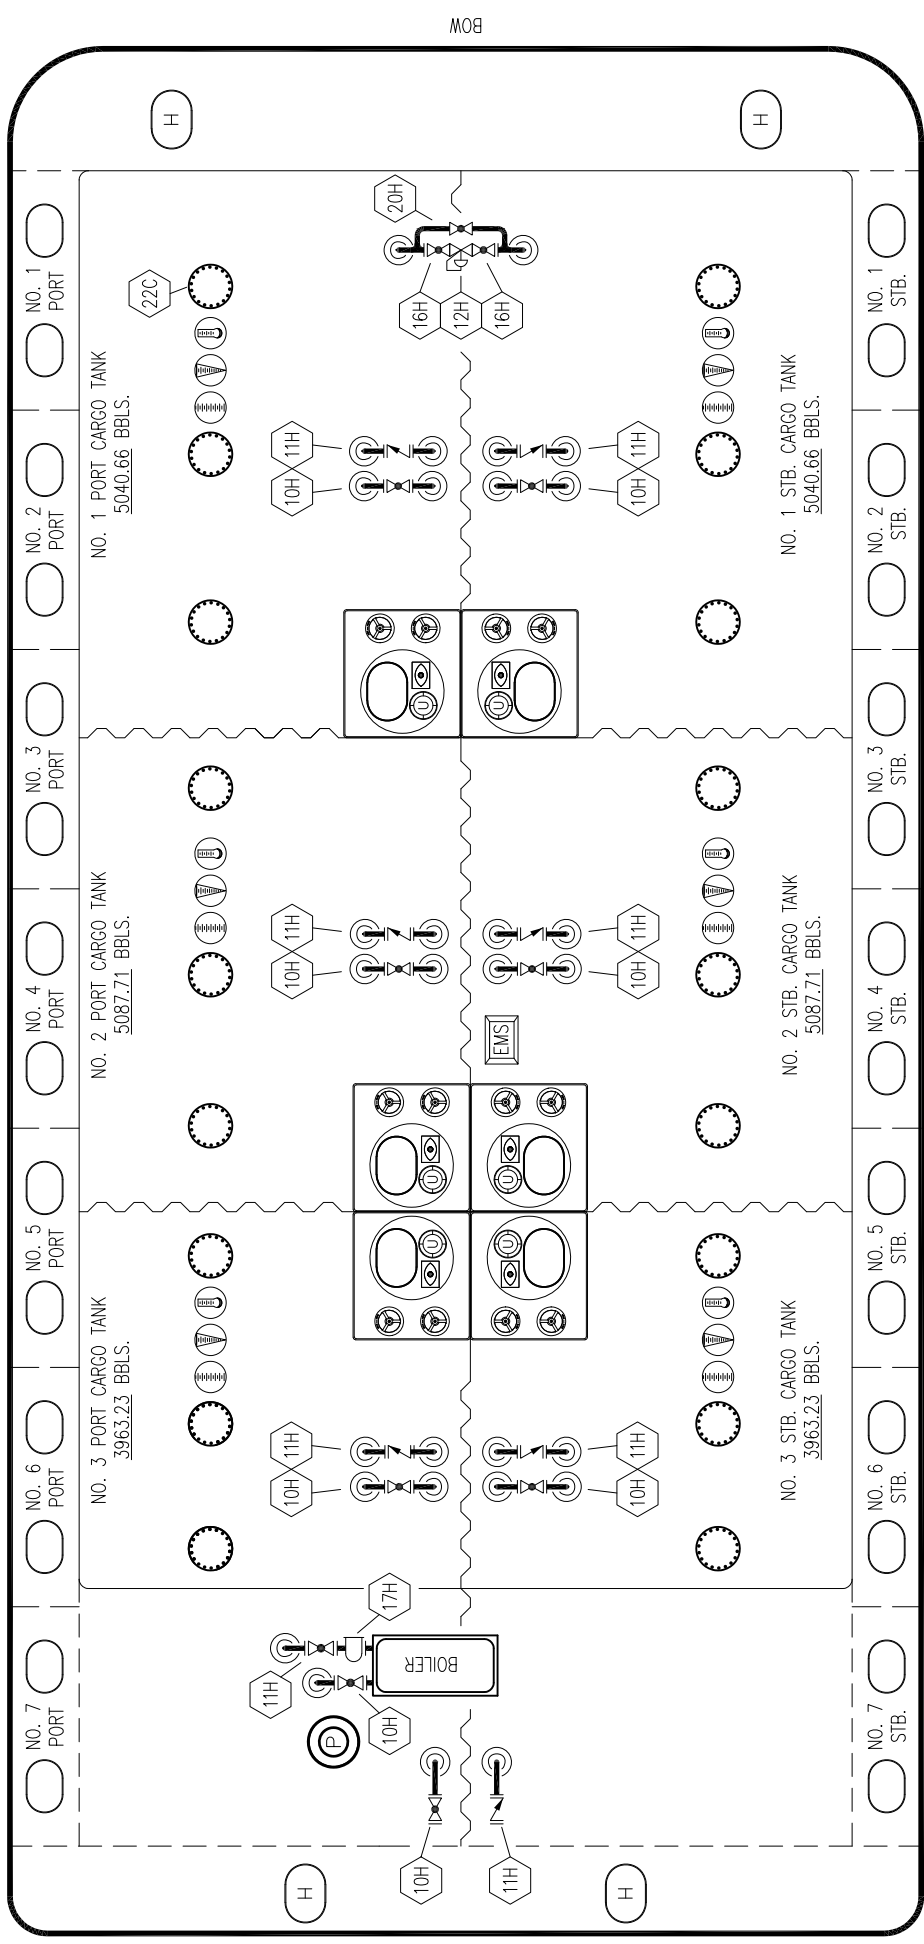 BOW
H
H
NO. 1
PORT
NO. 2
PORT
NO. 3
PORT
NO. 4
PORT
NO. 5
PORT
NO. 6
PORT
NO. 7
PORT
22C
NO. 1 PORT CARGO TANK
5040.66 BBLS.
20H
16H
12H
16H
NO. 1 STB. CARGO TANK
5040.66 BBLS.
11H
10H
11H
10H
U
U
NO. 2 PORT CARGO TANK
5087.71 BBLS.
11H
10H
11H
10H
NO. 2 STB. CARGO TANK
5087.71 BBLS.
EMS
U
U
U
U
NO. 3 PORT CARGO TANK
3963.23 BBLS.
11H
10H
11H
10H
NO. 3 STB. CARGO TANK
3963.23 BBLS.
17H
11H
BOILER
10H
P
10H
11H
NO. 1
STB.
NO. 2
STB.
NO. 3
STB.
NO. 4
STB.
NO. 5
STB.
NO. 6
STB.
NO. 7
STB.
H
H